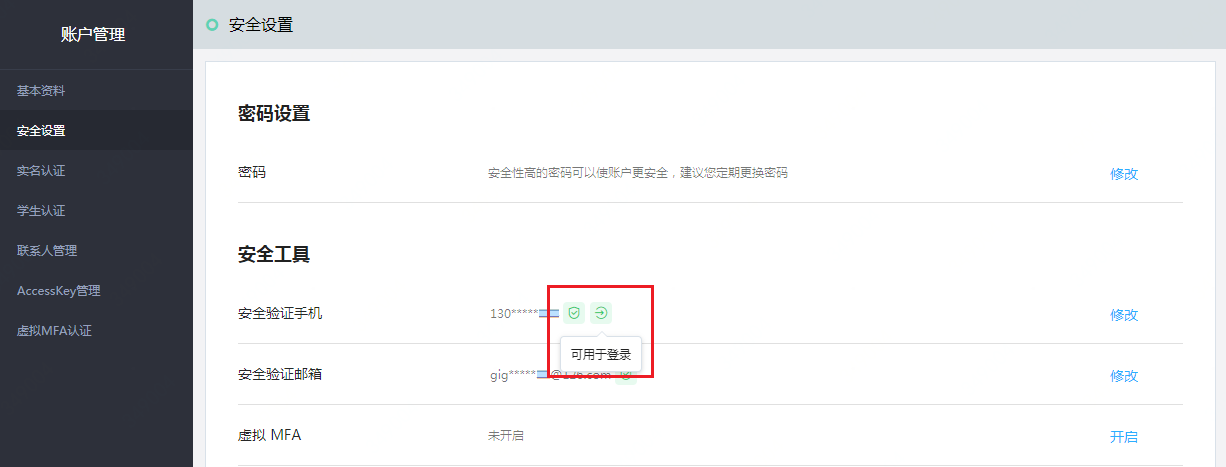 账户管理
安全设置
基本资料
安全设置
实名认证
学生认证
联系人管理
AccessKey管理
虚拟MFA认证
密码设置
密码 安全性高的密码可以使账户更安全，建议您定期更换密码 修改
安全工具
安全验证手机 130***** 修改
可用于登录
安全验证邮箱 gig***** 修改
虚拟 MFA 未开启 开启